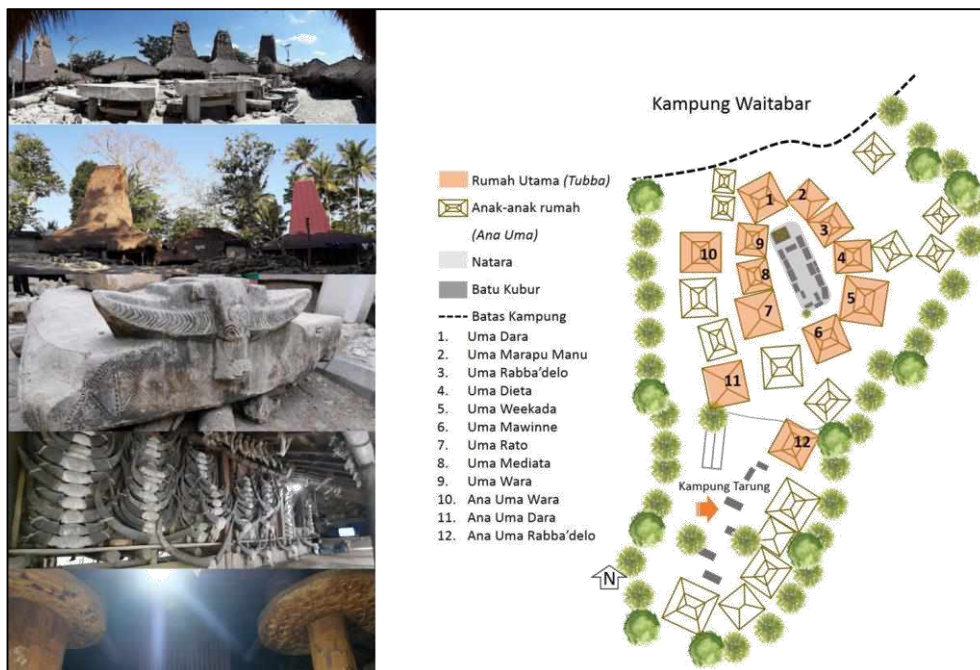 Kampung Waitabar
Rumah Utama (Tubba)
Anak-anak rumah
(Ana Uma)
Natara
Batu Kubur
Batas Kampung
1. Uma Dara
2. Uma Marapu Manu
3. Uma Rabba’delo
4. Uma Dieta
5. Uma Weekada
6. Uma Mawinne
7. Uma Rato
8. Uma Mediata
9. Uma Wara
10. Ana Uma Wara
11. Ana Uma Dara
12. Ana Uma Rabba’delo
1
2
3
9
4
10
8
5
7
6
11
12
Kampung Tarung
N